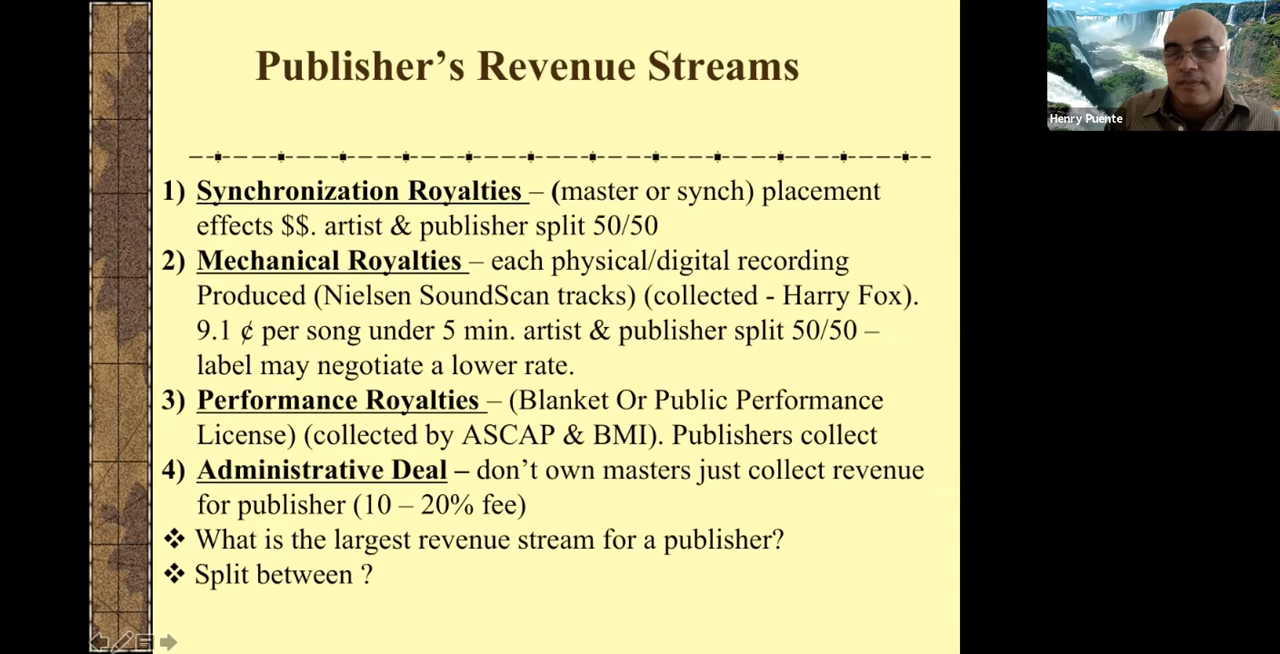 Publisher's Revenue Streams
1) Synchronization Royalties – (master or synch) placement
effects $$. artist & publisher split 50/50
2) Mechanical Royalties – each physical/digital recording
Produced (Nielsen SoundScan tracks) (collected - Harry Fox).
9.1 ¢ per song under 5 min. artist & publisher split 50/50 –
label may negotiate a lower rate.
3) Performance Royalties – (Blanket Or Public Performance
License) (collected by ASCAP & BMI). Publishers collect
4) Administrative Deal – don't own masters just collect revenue
for publisher (10 – 20% fee)
❖ What is the largest revenue stream for a publisher?
❖ Split between ?
Henry Puente